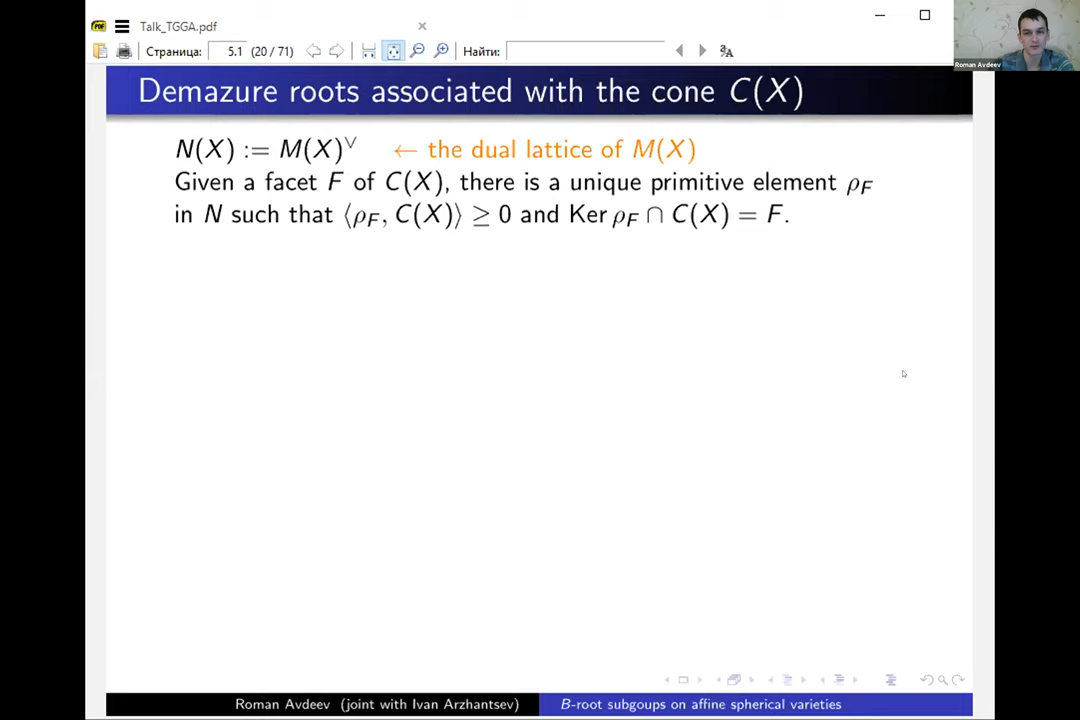 Talk_TGGA.pdf
Страница: 5.1 (20 / 71) Найти:
Roman Avdeev
Demazure roots associated with the cone C(X)
N(X) := M(X)^∨ ← the dual lattice of M(X)
Given a facet F of C(X), there is a unique primitive element ρ_F
in N such that ⟨ρ_F, C(X)⟩ ≥ 0 and Ker ρ_F ∩ C(X) = F.
Roman Avdeev (joint with Ivan Arzhantsev) B-root subgoups on affine spherical varieties